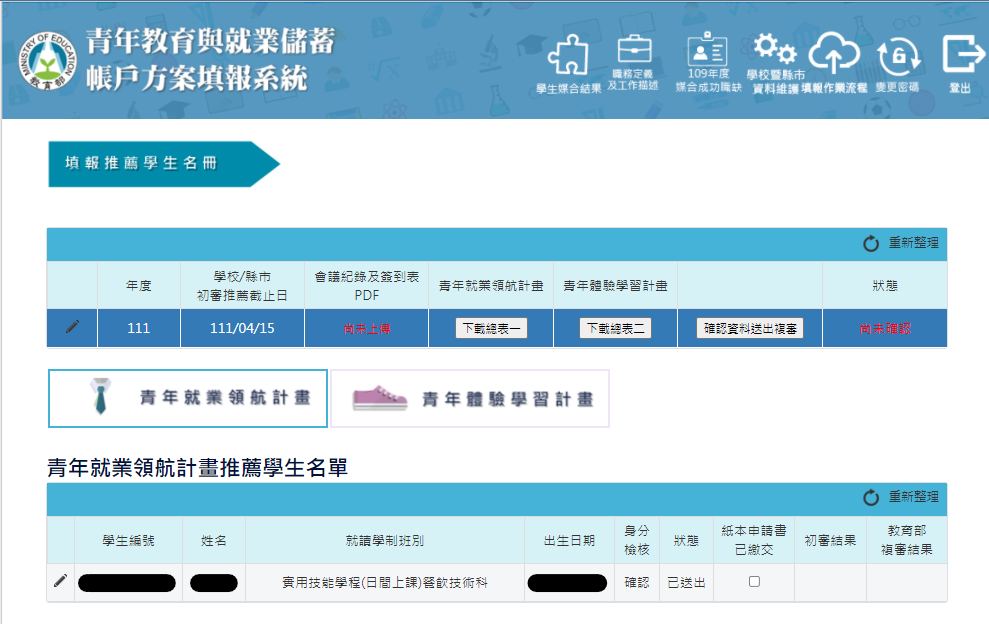 MINISTRY OF EDUCATION
教育部
青年教育與就業儲蓄
帳戶方案填報系統
學生媒合結果
職務定義
及工作描述
109年度
媒合成功職缺
學校暨縣市
資料維護
填報作業流程
變更密碼
登出
填報推薦學生名冊
重新整理
年度
學校/縣市
初審推薦截止日
會議紀錄及簽到表
PDF
青年就業領航計畫
青年體驗學習計畫
狀態
111
111/04/15
尚未上傳
下載總表一
下載總表二
確認資料送出複審
尚未確認
青年就業領航計畫
青年體驗學習計畫
青年就業領航計畫推薦學生名單
重新整理
學生編號
姓名
就讀學制班別
出生日期
身分
檢核
狀態
紙本申請書
已繳交
初審結果
教育部
複審結果
實用技能學程(日間上課)餐飲技術科
確認
已送出